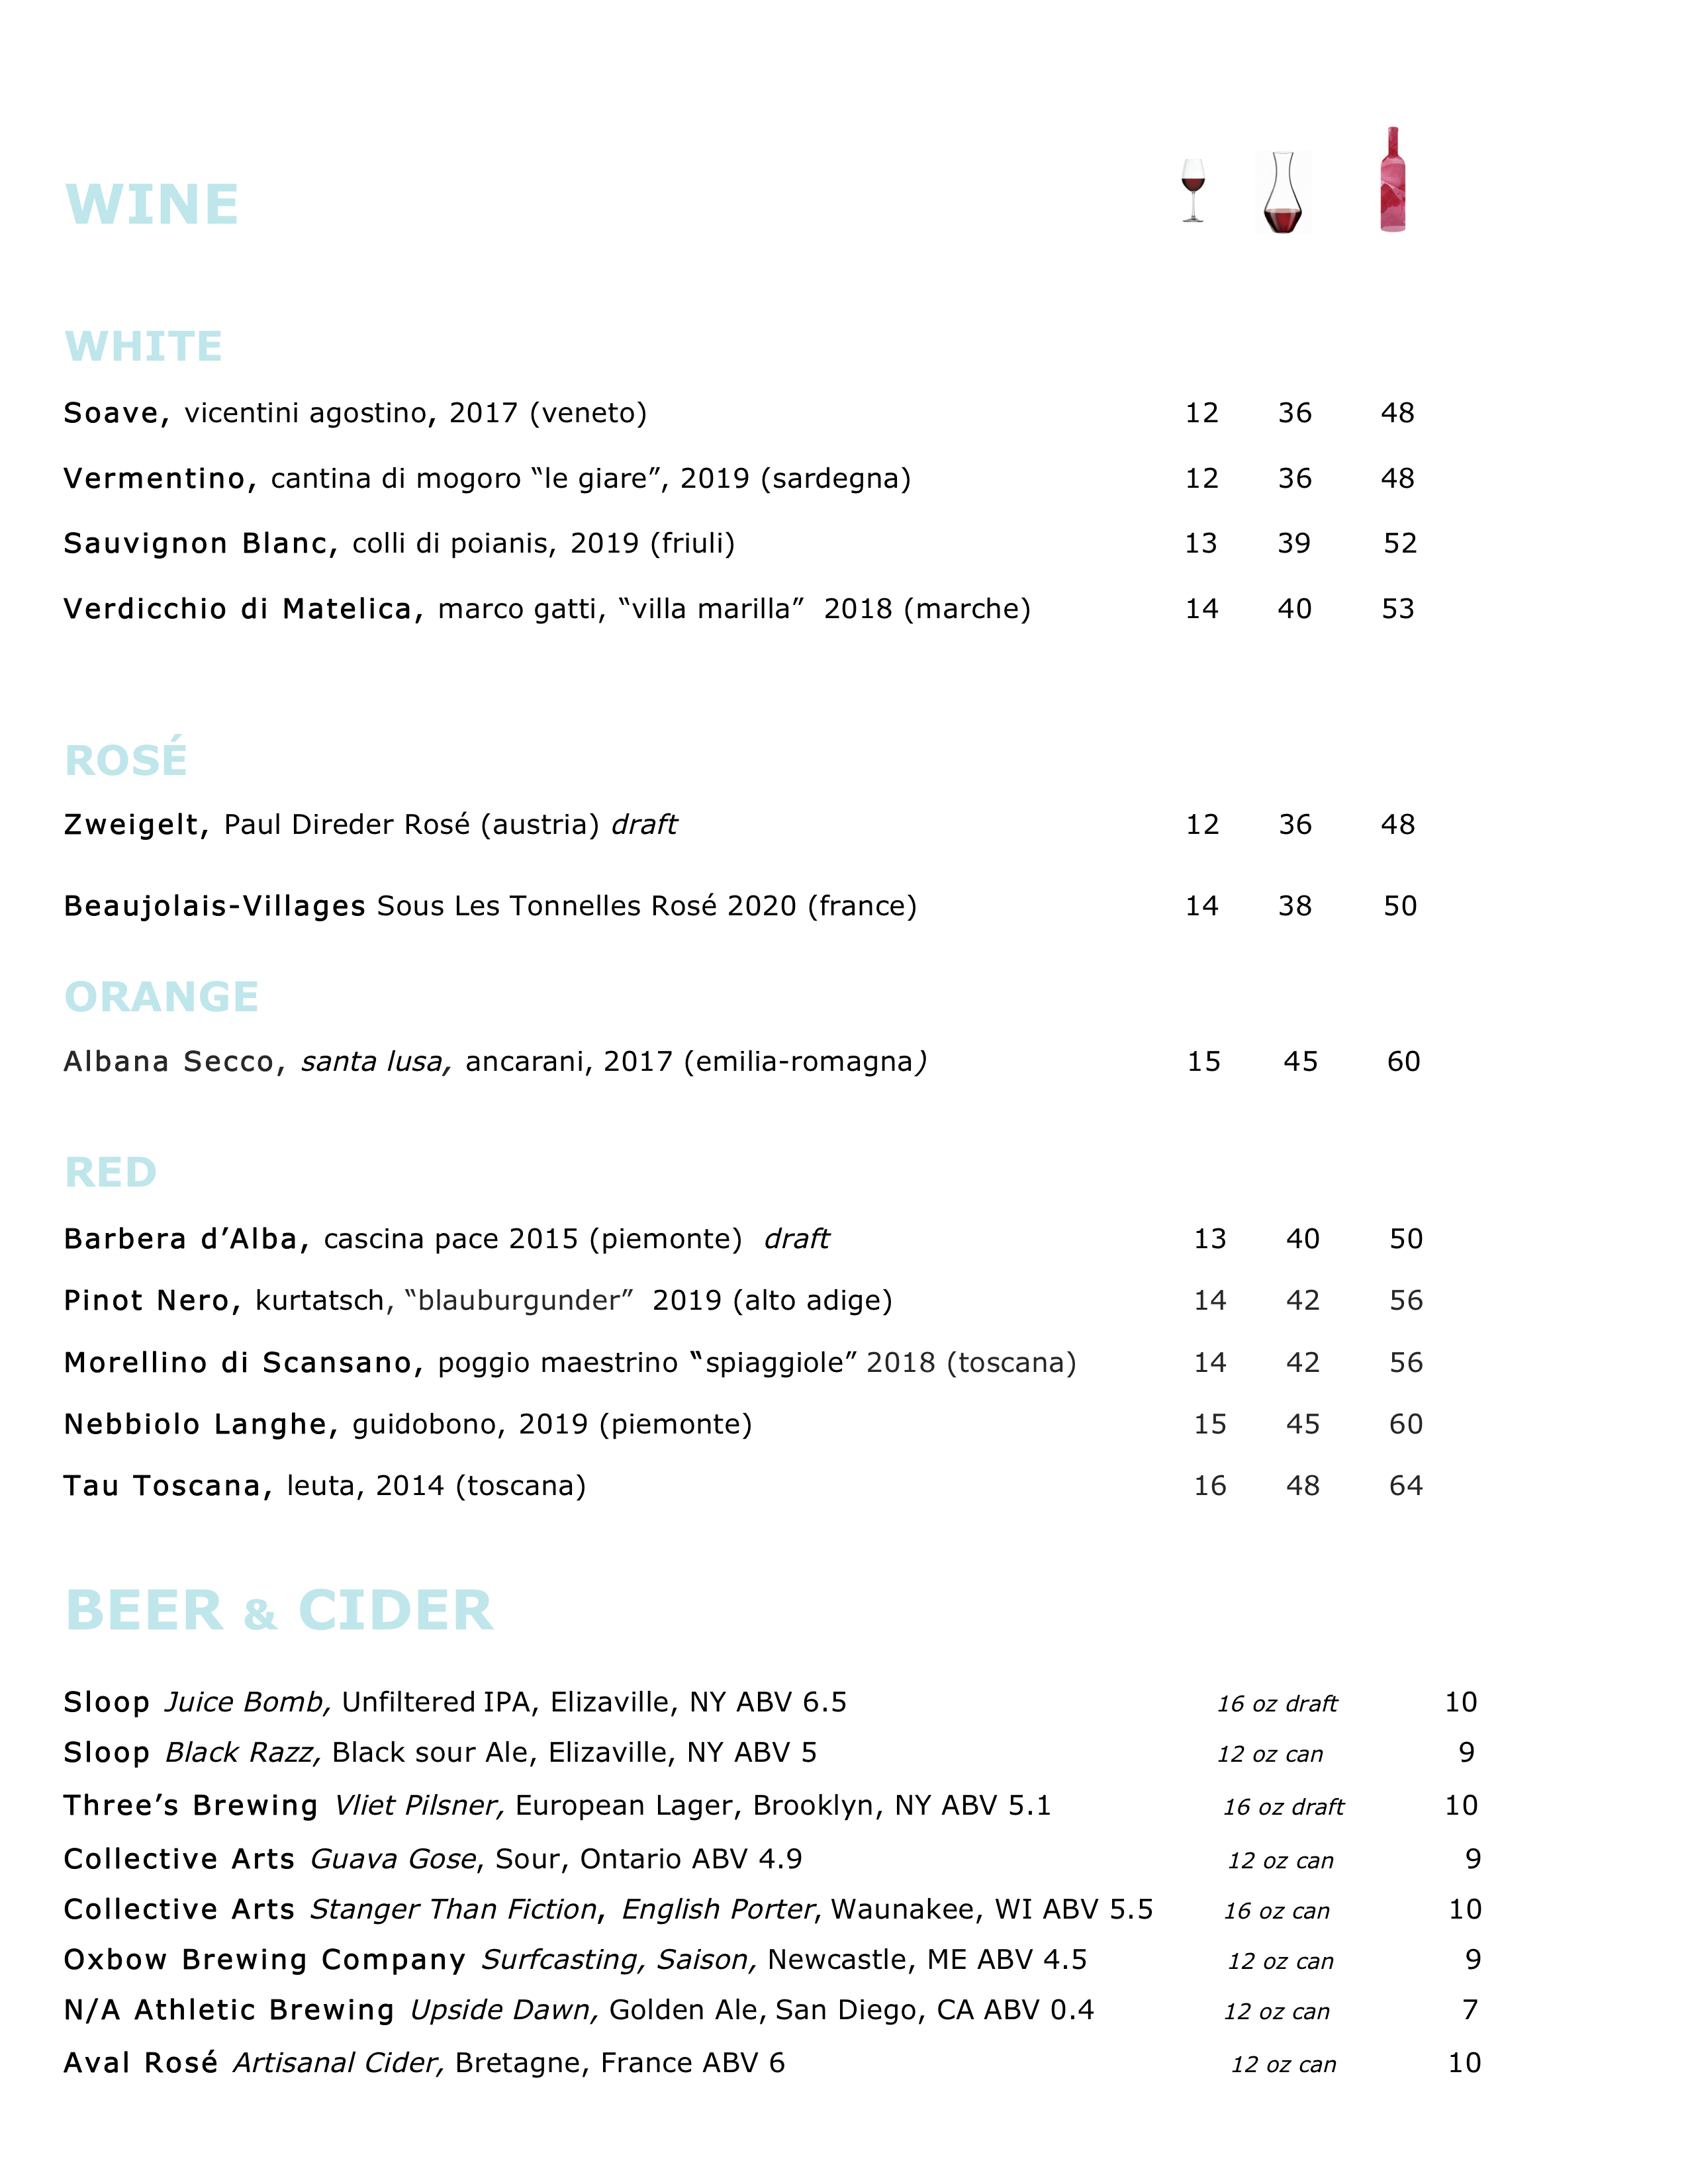 WINE
WHITE
Soave, vicentini agostino, 2017 (veneto) 12 36 48
Vermentino, cantina di mogoro “le giare”, 2019 (sardegna) 12 36 48
Sauvignon Blanc, colli di poianis, 2019 (friuli) 13 39 52
Verdicchio di Matelica, marco gatti, “villa marilla” 2018 (marche) 14 40 53
ROSÉ
Zweigelt, Paul Direder Rosé (austria) draft 12 36 48
Beaujolais-Villages Sous Les Tonnelles Rosé 2020 (france) 14 38 50
ORANGE
Albana Secco, santa lusa, ancarani, 2017 (emilia-romagna) 15 45 60
RED
Barbera d’Alba, cascina pace 2015 (piemonte) draft 13 40 50
Pinot Nero, kurtatsch, “blauburgunder” 2019 (alto adige) 14 42 56
Morellino di Scansano, poggio maestrino “spiaggiole” 2018 (toscana) 14 42 56
Nebbiolo Langhe, guidobono, 2019 (piemonte) 15 45 60
Tau Toscana, leuta, 2014 (toscana) 16 48 64
BEER & CIDER
Sloop Juice Bomb, Unfiltered IPA, Elizaville, NY ABV 6.5 16 oz draft 10
Sloop Black Razz, Black sour Ale, Elizaville, NY ABV 5 12 oz can 9
Three’s Brewing Vliet Pilsner, European Lager, Brooklyn, NY ABV 5.1 16 oz draft 10
Collective Arts Guava Gose, Sour, Ontario ABV 4.9 12 oz can 9
Collective Arts Stanger Than Fiction, English Porter, Waunakee, WI ABV 5.5 16 oz can 10
Oxbow Brewing Company Surfcasting, Saison, Newcastle, ME ABV 4.5 12 oz can 9
N/A Athletic Brewing Upside Dawn, Golden Ale, San Diego, CA ABV 0.4 12 oz can 7
Aval Rosé Artisanal Cider, Bretagne, France ABV 6 12 oz can 10